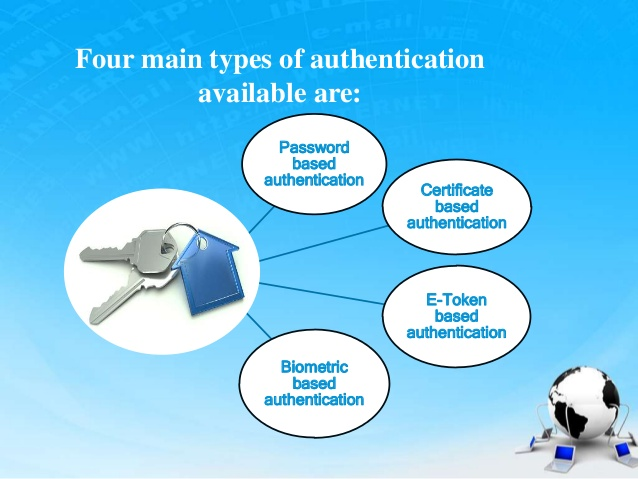 Four main types of authentication
available are:
Password
based
authentication
Certificate
based
authentication
E-Token
based
authentication
Biometric
based
authentication